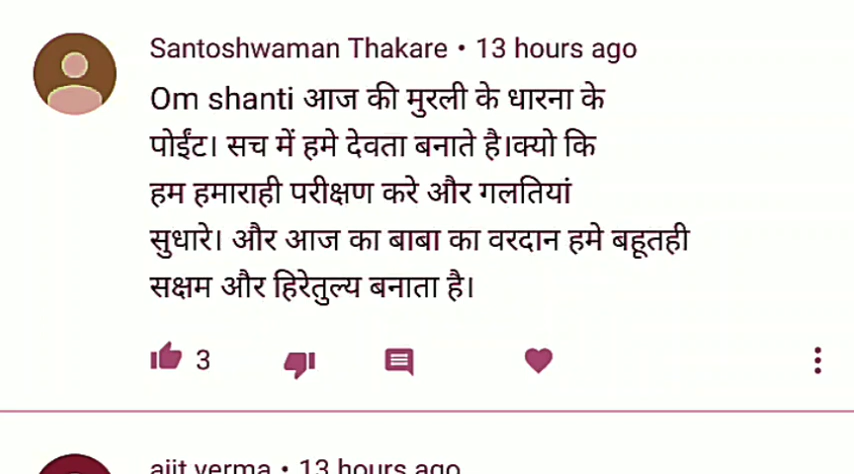 Santoshwaman Thakare • 13 hours ago
Om shanti आज की मुरली के धारना के
पोईंट। सच में हमे देवता बनाते है।क्यो कि
हम हमाराही परीक्षण करे और गलतियां
सुधारे। और आज का बाबा का वरदान हमे बहूतही
सक्षम और हिरेतुल्य बनाता है।
3
ajit verma • 13 hours ago